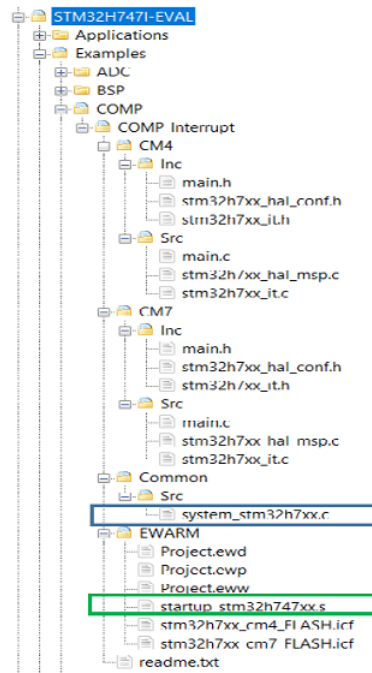 STM32H747I-EVAL
Applications
Examples
ADC
BSP
COMP
COMP_Interrupt
CM4
Inc
main.h
stm32h7xx_hal_conf.h
stm32h7xx_it.h
Src
main.c
stm32h7xx_hal_msp.c
stm32h7xx_it.c
CM7
Inc
main.h
stm32h7xx_hal_conf.h
stm32h7xx_it.h
Src
main.c
stm32h7xx_hal_msp.c
stm32h7xx_it.c
Common
Src
system_stm32h7xx.c
EWARM
Project.ewd
Project.ewp
Project.eww
startup_stm32h747xx.s
stm32h7xx_cm4_FLASH.icf
stm32h7xx_cm7_FLASH.icf
readme.txt